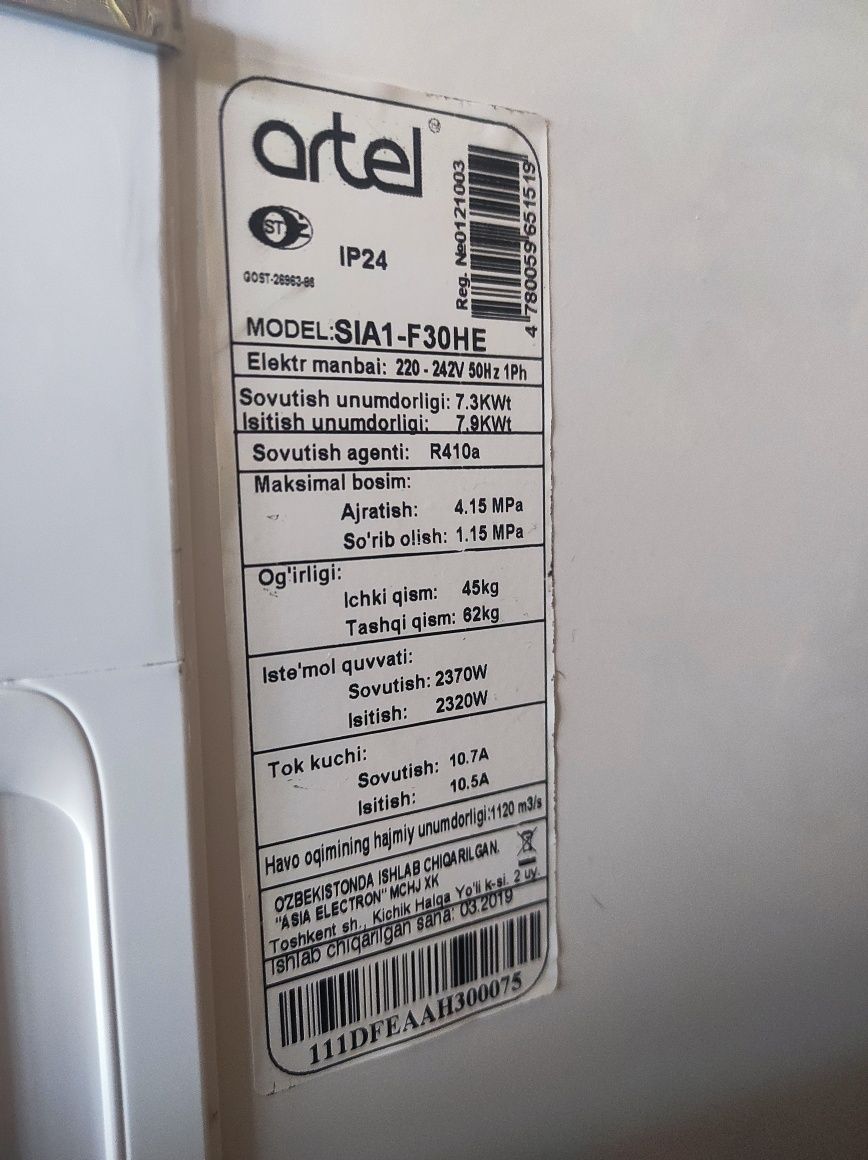 artel®
ST
GOST-26963-86
IP24
Reg. №0121003
4 780059 651519
MODEL:SIA1-F30HE
Elektr manbai: 220 - 242V 50Hz 1Ph
Sovutish unumdorligi: 7.3KWt
Isitish unumdorligi: 7.9KWt
Sovutish agenti: R410a
Maksimal bosim:
Ajratish: 4.15 MPa
So'rib olish: 1.15 MPa
Og'irligi:
Ichki qism: 45kg
Tashqi qism: 62kg
Iste'mol quvvati:
Sovutish: 2370W
Isitish: 2320W
Tok kuchi:
Sovutish: 10.7A
Isitish: 10.5A
Havo oqimining hajmiy unumdorligi:1120 m3/s
O'ZBEKISTONDA ISHLAB CHIQARILGAN.
"ASIA ELECTRON" MCHJ XK
Toshkent sh., Kichik Halqa Yo'li k-si. 2 uy.
Ishlab chiqarilgan sana: 03.2019
111DFEAAH300075